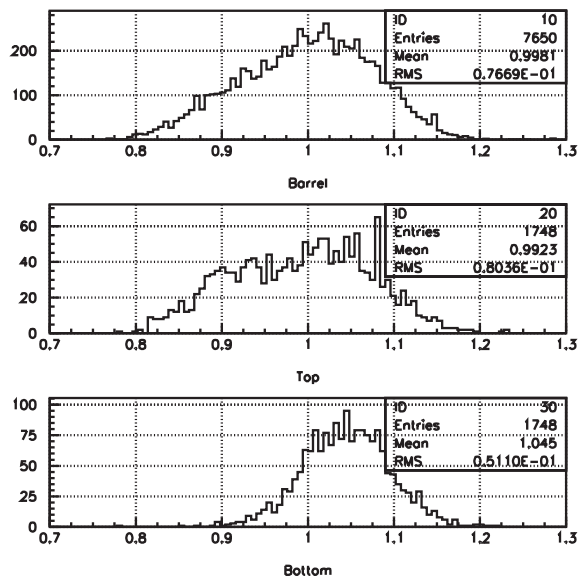 ID 10
Entries 7650
Mean 0.9981
RMS 0.7669E-01
200
100
0
0.7 0.8 0.9 1 1.1 1.2 1.3
Barrel
ID 20
Entries 1748
Mean 0.9923
RMS 0.8036E-01
60
40
20
0
0.7 0.8 0.9 1 1.1 1.2 1.3
Top
ID 30
Entries 1748
Mean 1.045
RMS 0.5110E-01
100
75
50
25
0
0.7 0.8 0.9 1 1.1 1.2 1.3
Bottom